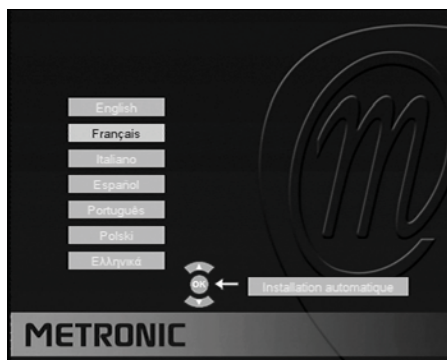 English
Français
Italiano
Español
Português
Polski
Ελληνικά
OK
Installation automatique
METRONIC